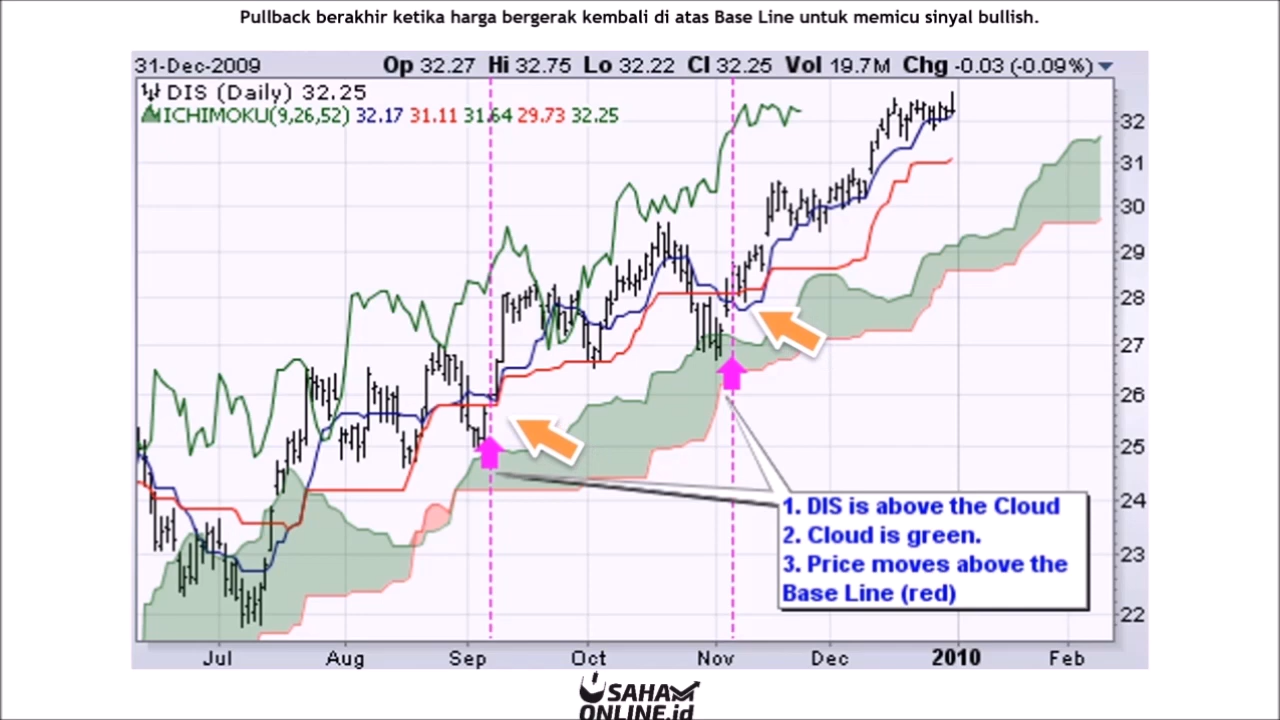 Pullback berakhir ketika harga bergerak kembali di atas Base Line untuk memicu sinyal bullish.
31-Dec-2009 Op 32.27 Hi 32.75 Lo 32.22 Cl 32.25 Vol 19.7M Chg -0.03 (-0.09%)
DIS (Daily) 32.25
ICHIMOKU(9,26,52) 32.17 31.11 31.64 29.73 32.25
32
31
30
29
28
27
26
25
24
23
22
1. DIS is above the Cloud
2. Cloud is green.
3. Price moves above the
Base Line (red)
Jul Aug Sep Oct Nov Dec 2010 Feb
SAHAM
ONLINE.id